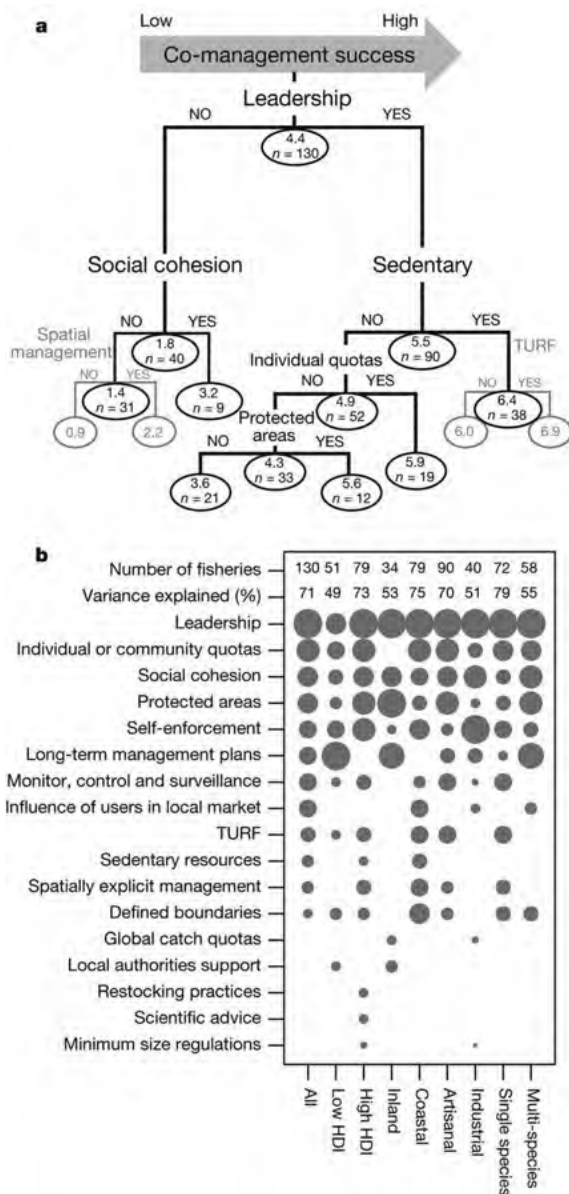 a
Low High
Co-management success
Leadership
NO YES
4.4
n = 130
Social cohesion Sedentary
NO YES NO YES
Spatial
management
1.8
n = 40
5.5
n = 90
TURF
Individual quotas
NO YES
1.4
n = 31
3.2
n = 9
NO YES
4.9
n = 52
NO YES
6.4
n = 38
0.9 2.2
Protected
areas
6.0 6.9
NO YES
3.6
n = 21
4.3
n = 33
5.6
n = 12
5.9
n = 19
b
Number of fisheries 130 51 79 34 79 90 40 72 58
Variance explained (%) 71 49 73 53 75 70 51 79 55
Leadership
Individual or community quotas
Social cohesion
Protected areas
Self-enforcement
Long-term management plans
Monitor, control and surveillance
Influence of users in local market
TURF
Sedentary resources
Spatially explicit management
Defined boundaries
Global catch quotas
Local authorities support
Restocking practices
Scientific advice
Minimum size regulations
All
Low HDI
High HDI
Inland
Coastal
Artisanal
Industrial
Single species
Multi-species